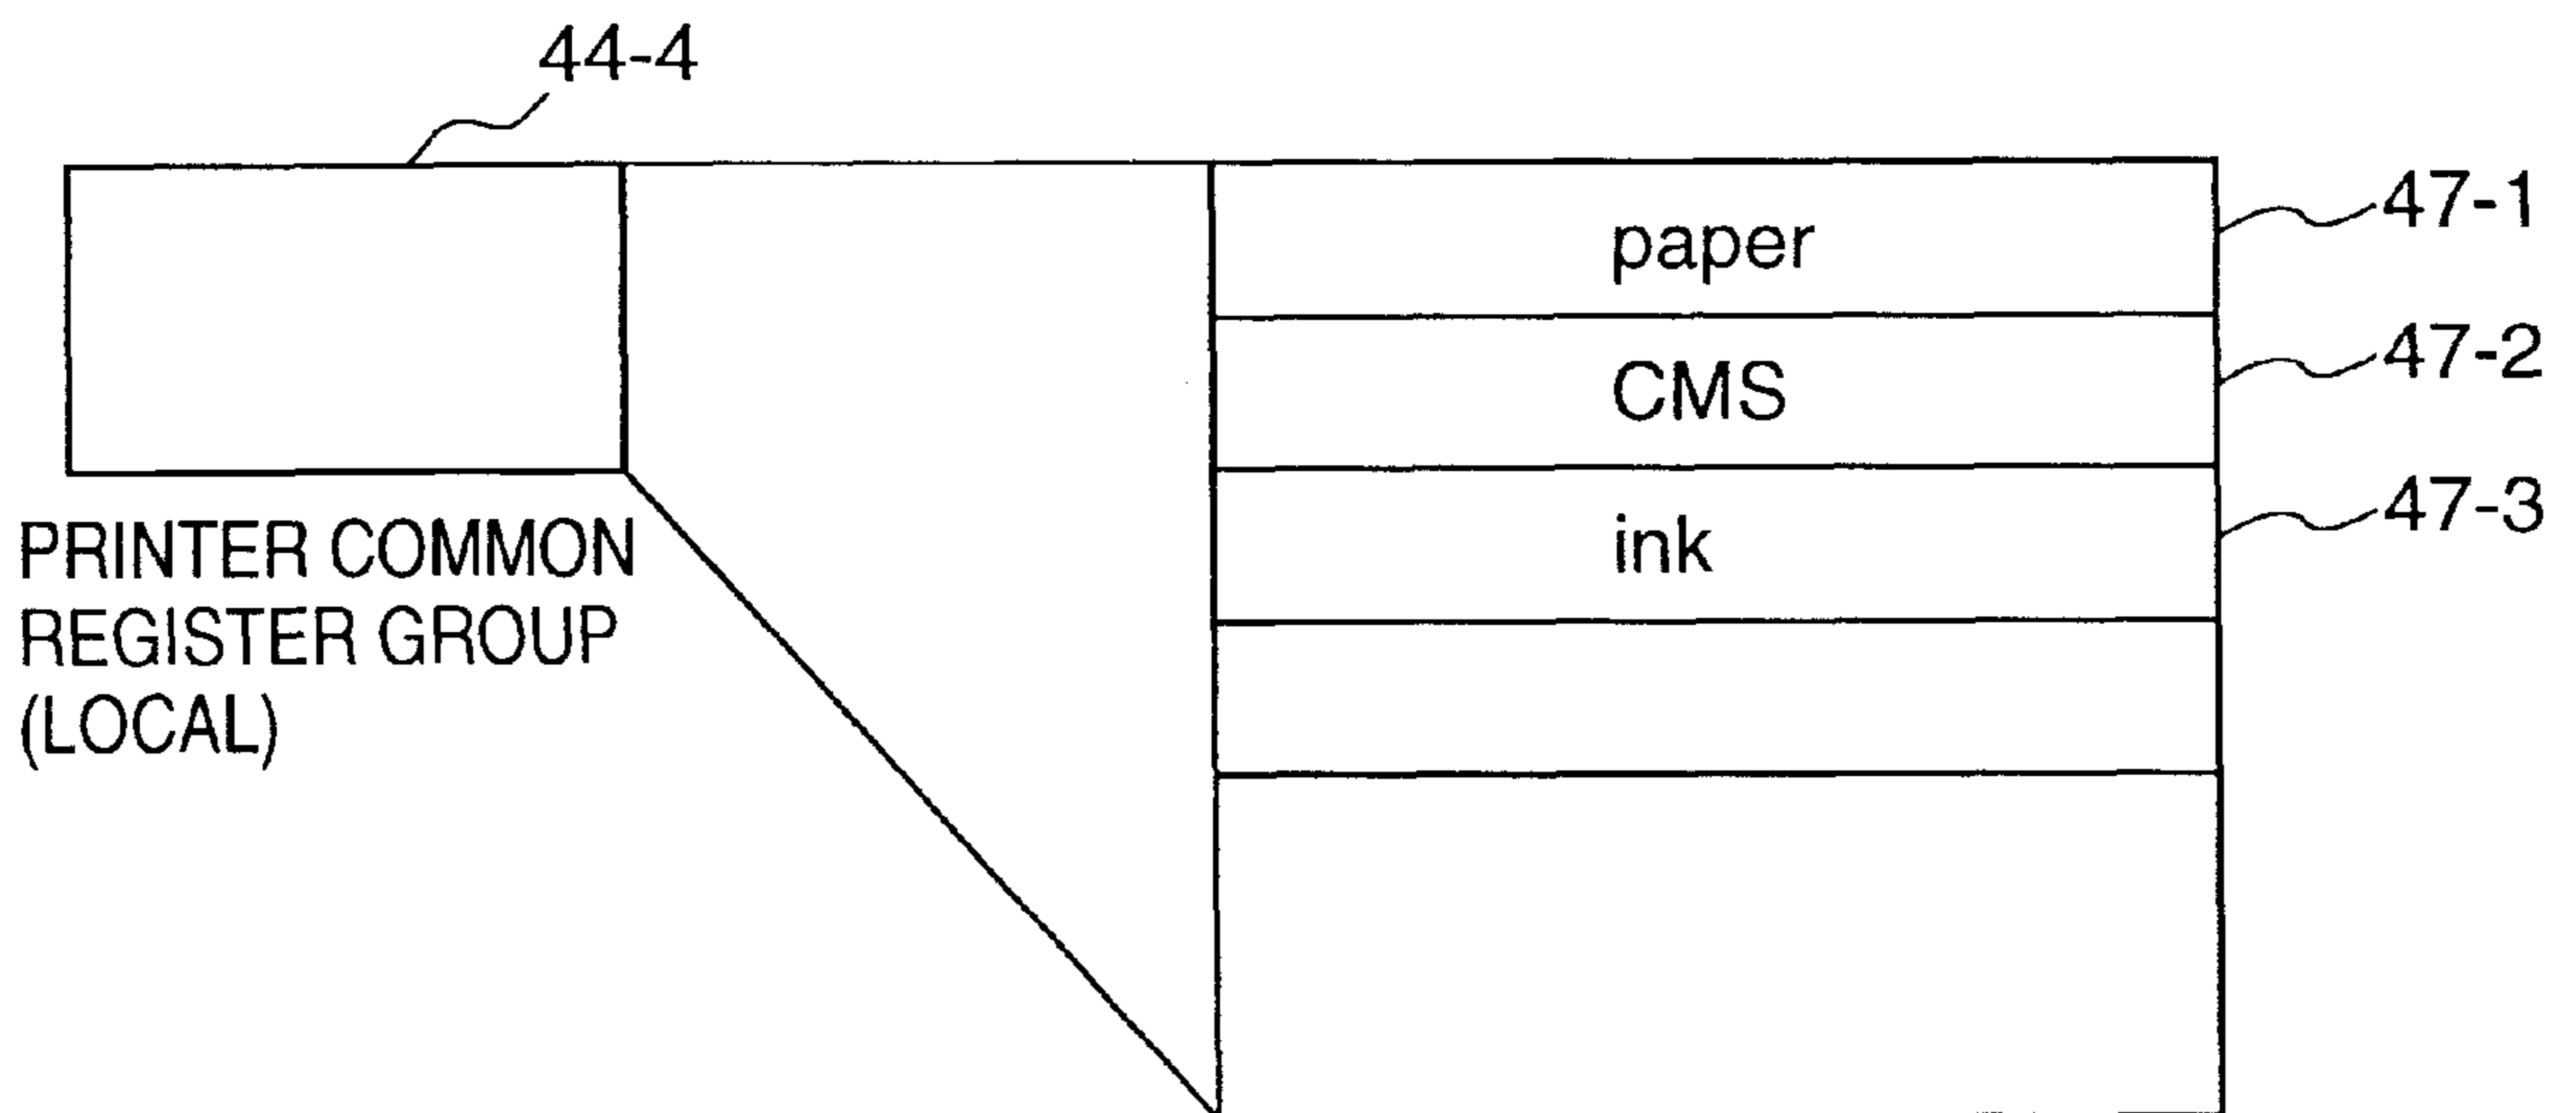 44-4
paper
47-1
CMS
47-2
ink
47-3
PRINTER COMMON
REGISTER GROUP
(LOCAL)